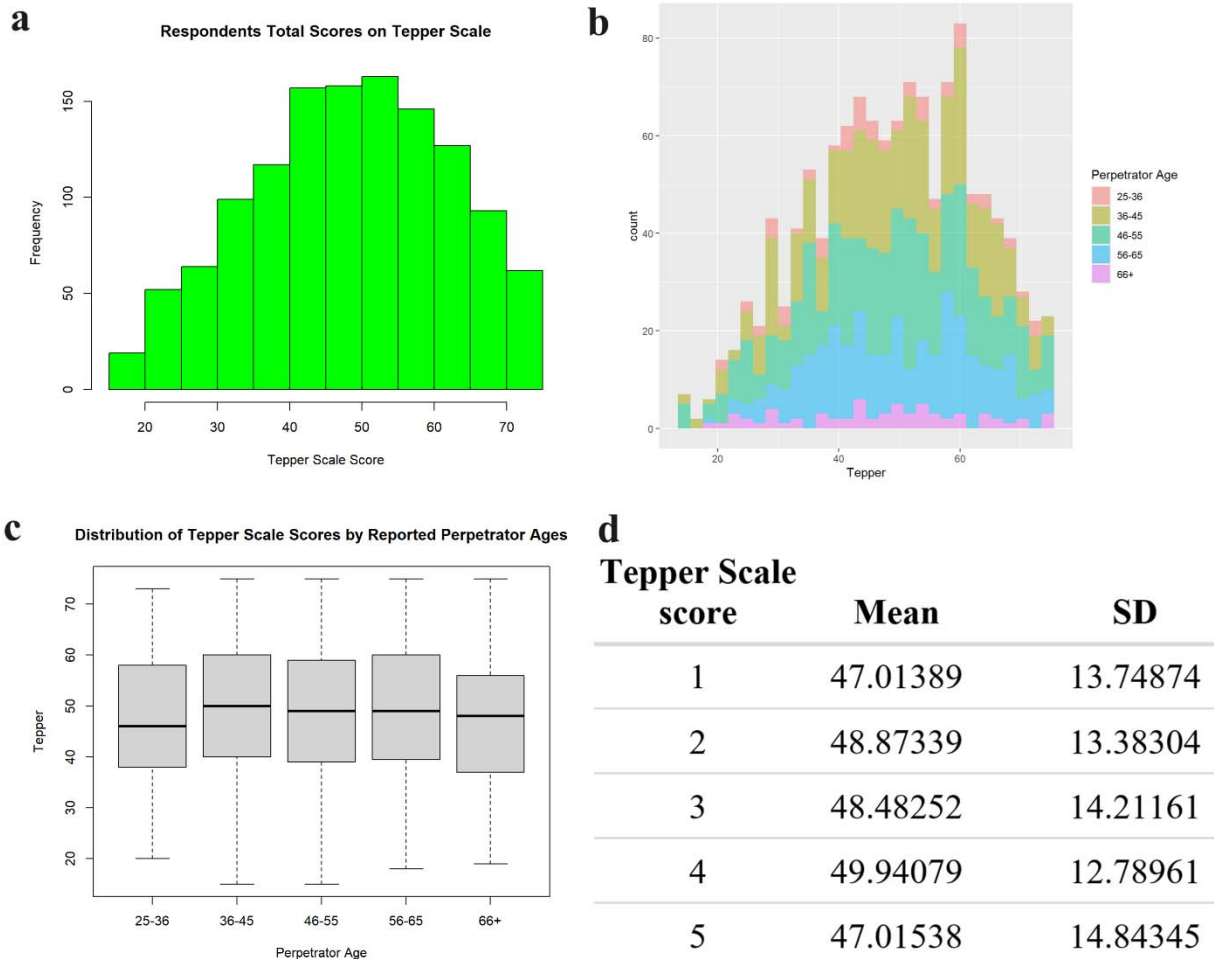 a
Respondents Total Scores on Tepper Scale
Frequency
150
100
50
0
20 30 40 50 60 70
Tepper Scale Score
b
count
80
60
40
20
0
20 40 60
Tepper
Perpetrator Age
25-36
36-45
46-55
56-65
66+
c
Distribution of Tepper Scale Scores by Reported Perpetrator Ages
Tepper
70
60
50
40
30
20
25-36 36-45 46-55 56-65 66+
Perpetrator Age
d
Tepper Scale
score Mean SD
1 47.01389 13.74874
2 48.87339 13.38304
3 48.48252 14.21161
4 49.94079 12.78961
5 47.01538 14.84345